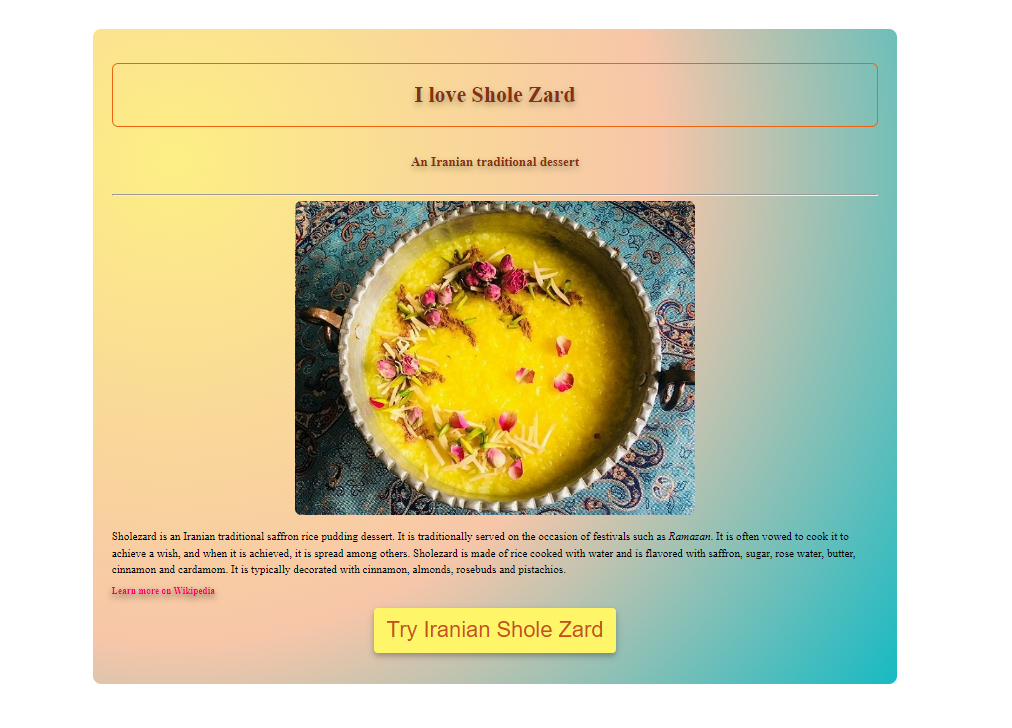 I love Shole Zard
An Iranian traditional dessert
Sholezard is an Iranian traditional saffron rice pudding dessert. It is traditionally served on the occasion of festivals such as Ramazan. It is often vowed to cook it to
achieve a wish, and when it is achieved, it is spread among others. Sholezard is made of rice cooked with water and is flavored with saffron, sugar, rose water, butter,
cinnamon and cardamom. It is typically decorated with cinnamon, almonds, rosebuds and pistachios.
Learn more on Wikipedia
Try Iranian Shole Zard